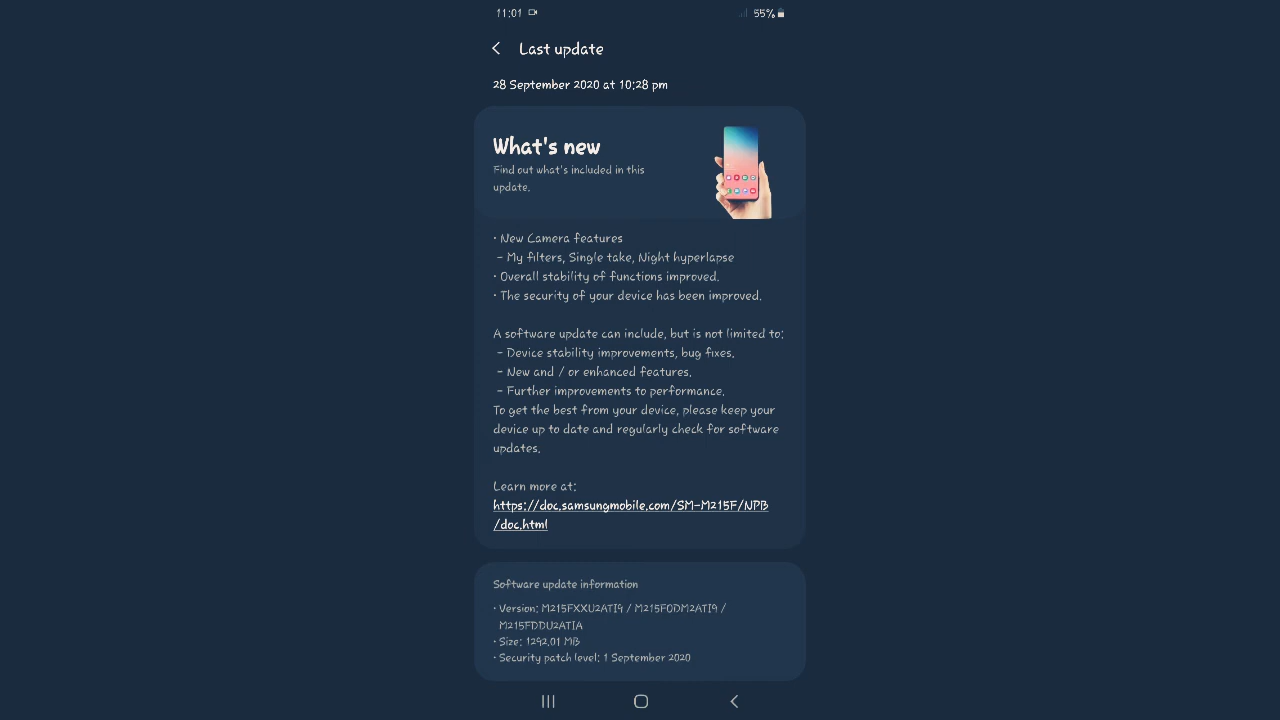 11:01
55%
Last update
28 September 2020 at 10:28 pm
What's new
Find out what's included in this
update.
• New Camera features
- My filters, Single take, Night hyperlapse
• Overall stability of functions improved.
• The security of your device has been improved.
A software update can include, but is not limited to:
- Device stability improvements, bug fixes.
- New and / or enhanced features.
- Further improvements to performance.
To get the best from your device, please keep your
device up to date and regularly check for software
updates.
Learn more at:
https://doc.samsungmobile.com/SM-M215F/NPB
/doc.html
Software update information
• Version: M215FXXU2ATI9 / M215FODM2ATI9 /
M215FDDU2ATIA
• Size: 1292.01 MB
• Security patch level: 1 September 2020